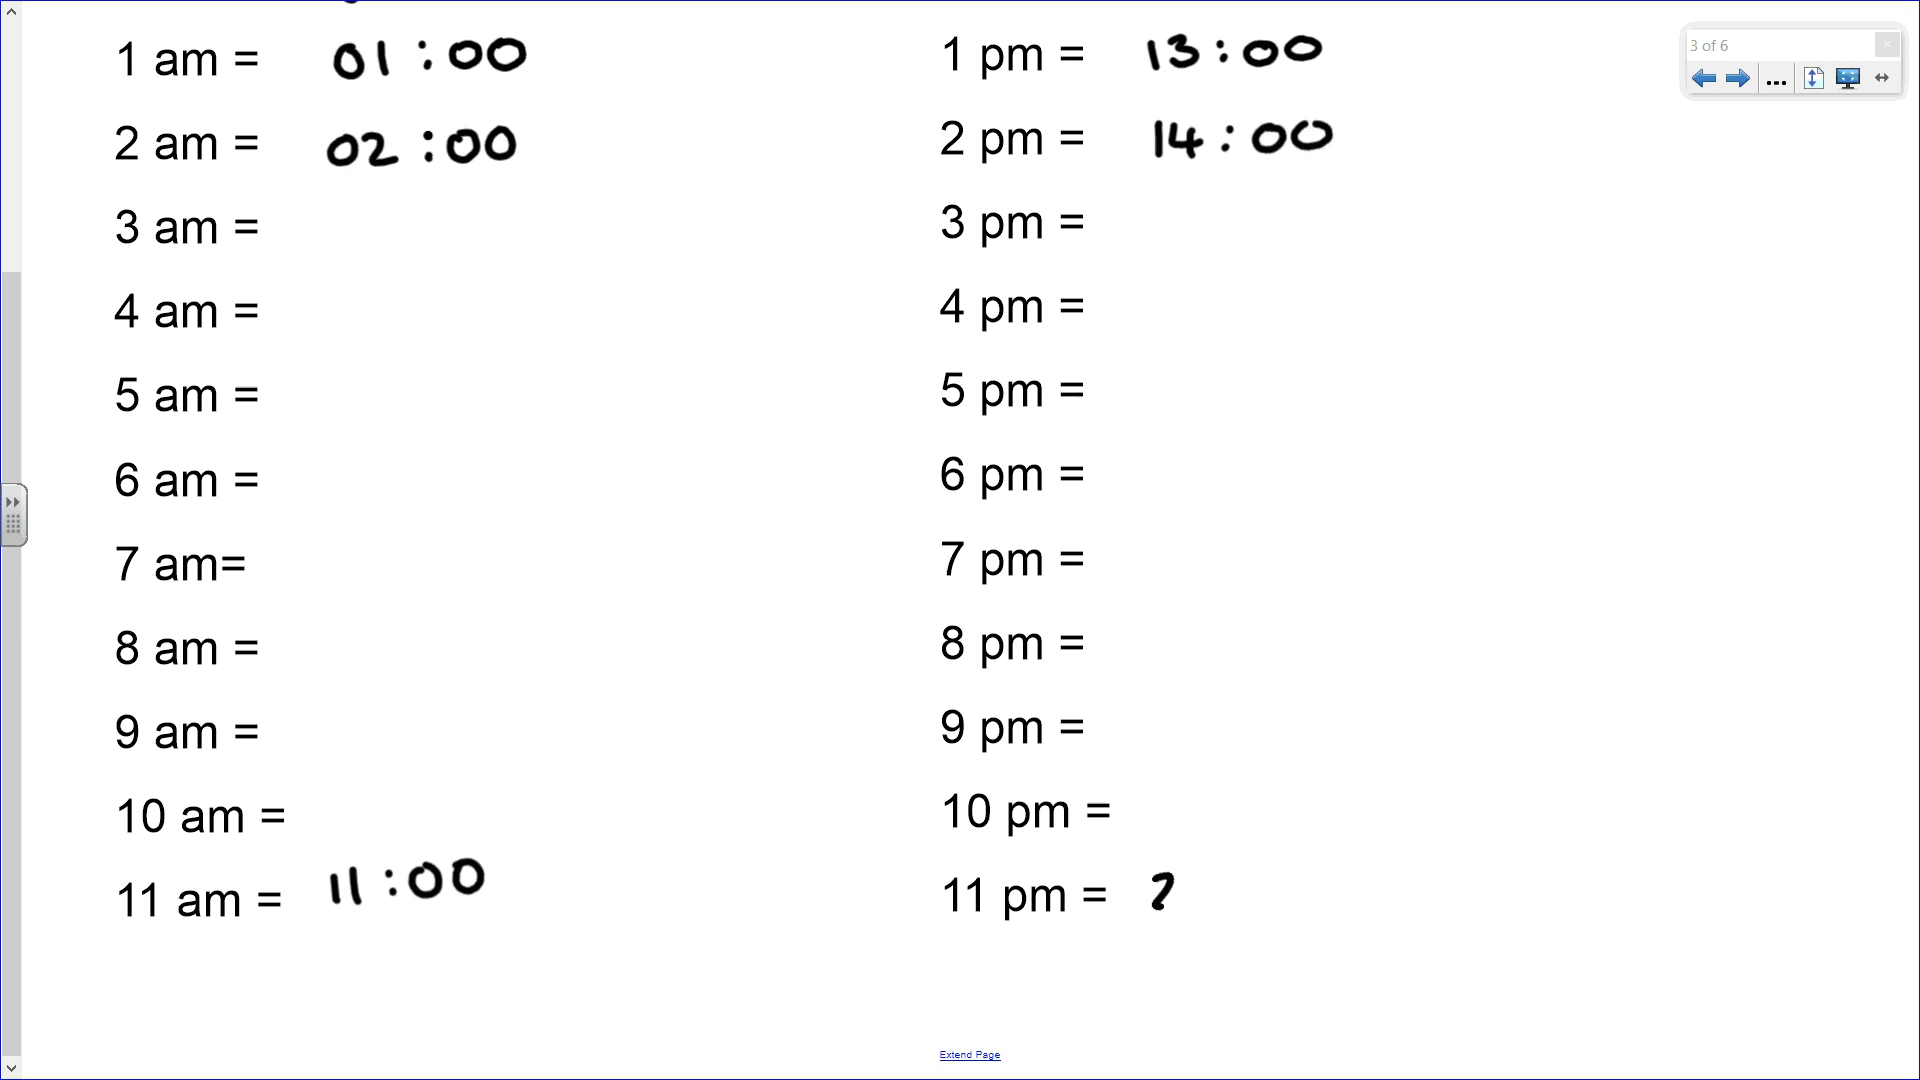 1 am = 01:00
2 am = 02:00
3 am =
4 am =
5 am =
6 am =
7 am=
8 am =
9 am =
10 am =
11 am = 11:00
1 pm = 13:00
2 pm = 14:00
3 pm =
4 pm =
5 pm =
6 pm =
7 pm =
8 pm =
9 pm =
10 pm =
11 pm = 2
3 of 6
...
Extend Page